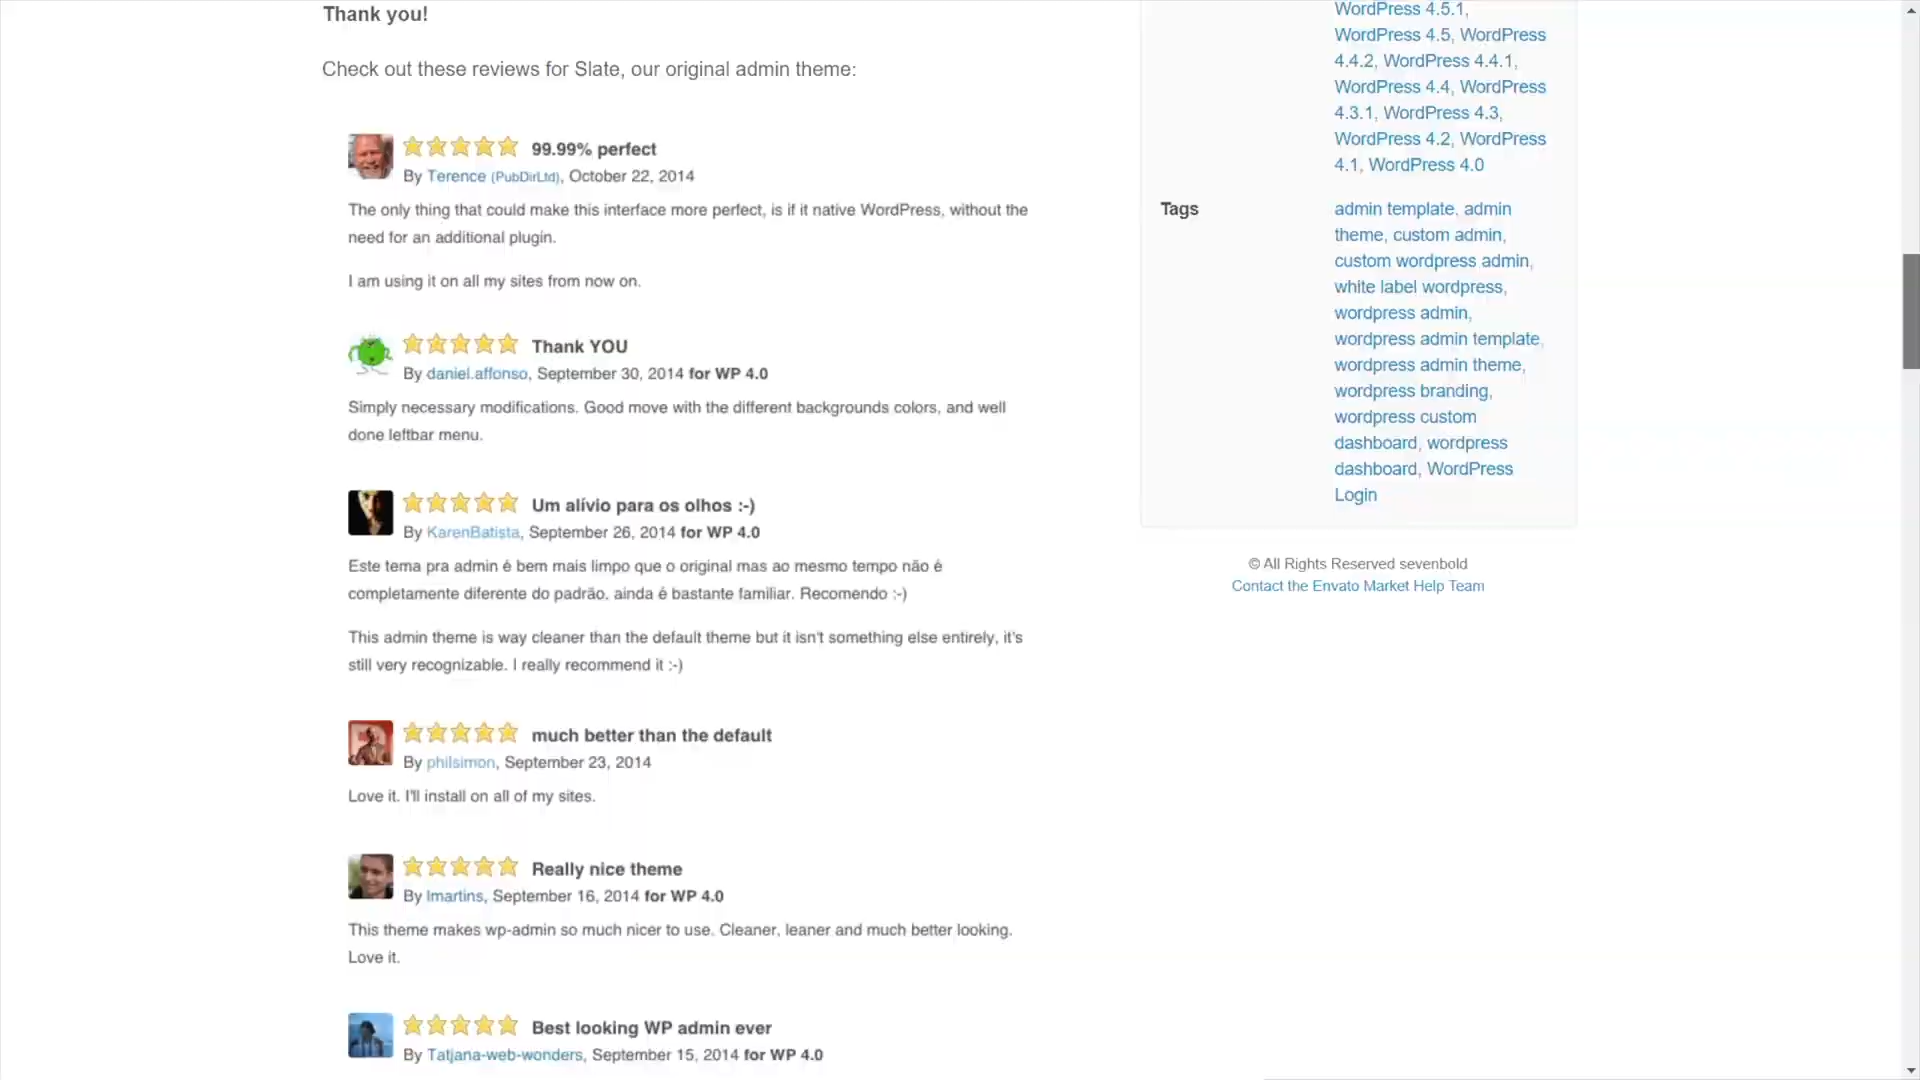 Thank you!
Check out these reviews for Slate, our original admin theme:
99.99% perfect
By Terence (PubDirLtd), October 22, 2014
The only thing that could make this interface more perfect, is if it native WordPress, without the
need for an additional plugin.
I am using it on all my sites from now on.
Thank YOU
By daniel.affonso, September 30, 2014 for WP 4.0
Simply necessary modifications. Good move with the different backgrounds colors, and well
done leftbar menu.
Um alívio para os olhos :-)
By KarenBatista, September 26, 2014 for WP 4.0
Este tema pra admin é bem mais limpo que o original mas ao mesmo tempo não é
completamente diferente do padrão, ainda é bastante familiar. Recomendo :-)
This admin theme is way cleaner than the default theme but it isn't something else entirely, it's
still very recognizable. I really recommend it :-)
much better than the default
By philsimon, September 23, 2014
Love it. I'll install on all of my sites.
Really nice theme
By lmartins, September 16, 2014 for WP 4.0
This theme makes wp-admin so much nicer to use. Cleaner, leaner and much better looking.
Love it.
Best looking WP admin ever
By Tatjana-web-wonders, September 15, 2014 for WP 4.0
WordPress 4.5.1,
WordPress 4.5, WordPress
4.4.2, WordPress 4.4.1,
WordPress 4.4, WordPress
4.3.1, WordPress 4.3,
WordPress 4.2, WordPress
4.1, WordPress 4.0
Tags
admin template, admin
theme, custom admin,
custom wordpress admin,
white label wordpress,
wordpress admin,
wordpress admin template,
wordpress admin theme,
wordpress branding,
wordpress custom
dashboard, wordpress
dashboard, WordPress
Login
© All Rights Reserved sevenbold
Contact the Envato Market Help Team